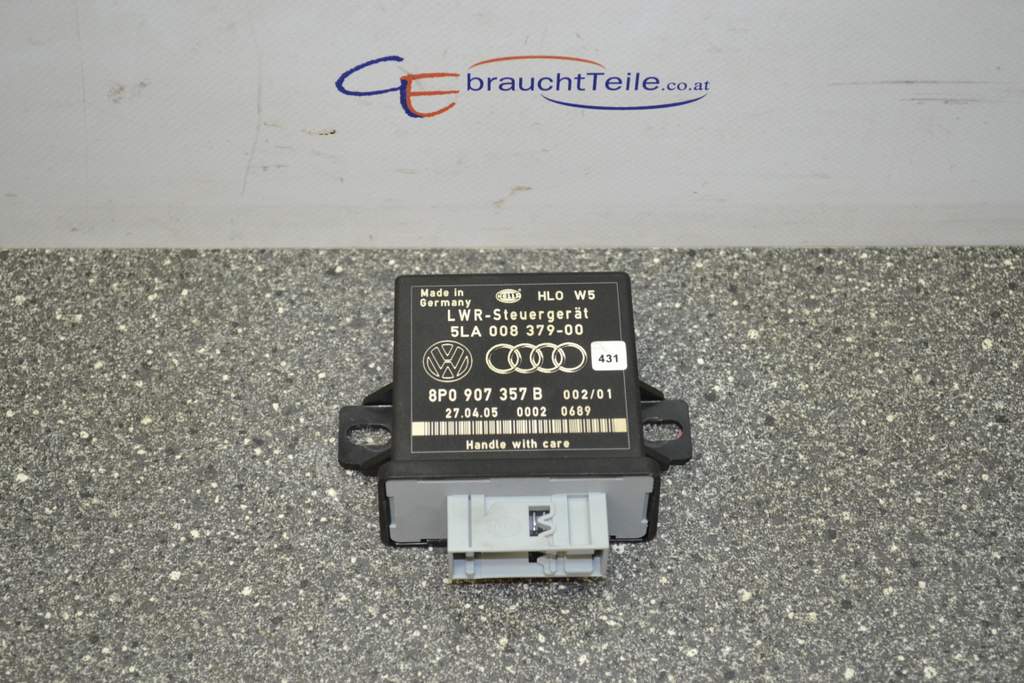 GEbrauchtTeile.co.at
Made in Germany HELLA HLO W5
LWR-Steuergerät
5LA 008 379-00
VW 431
8P0 907 357 B 002/01
27.04.05 0002 0689
Handle with care